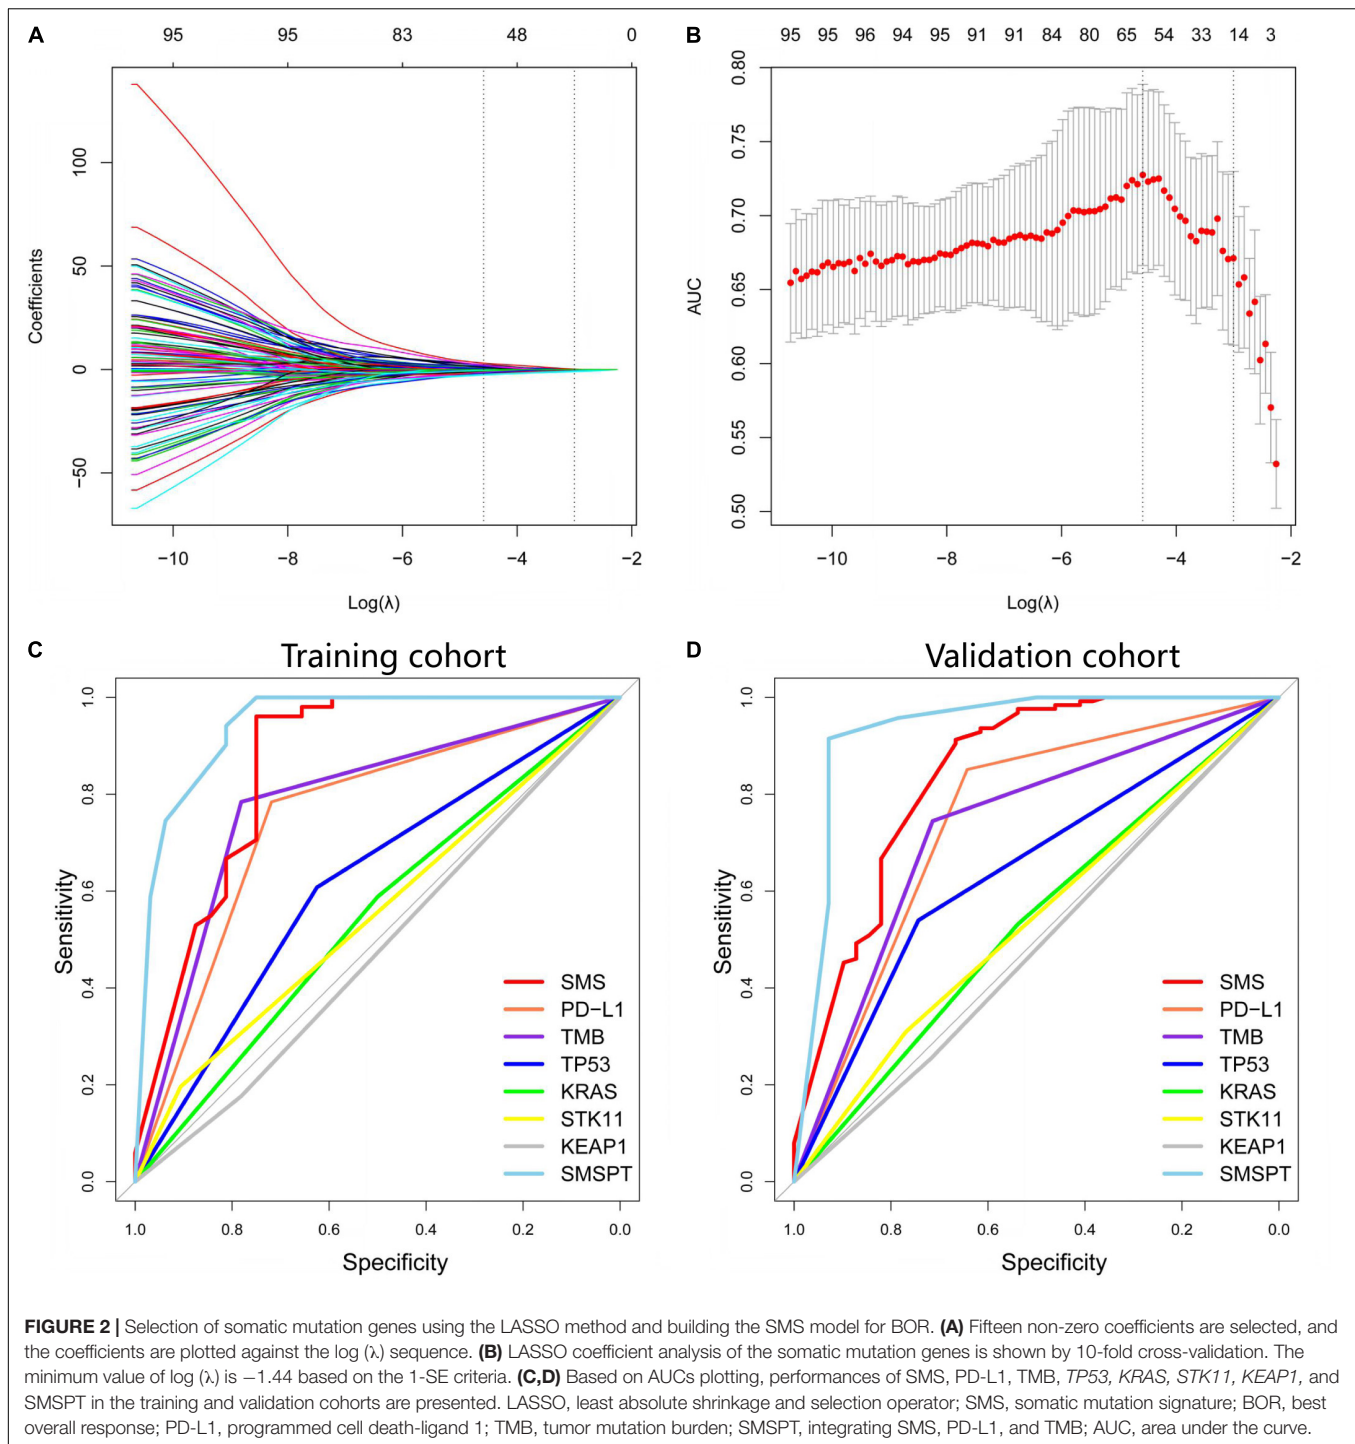 A
95 95 83 48 0
100
50
0
−50
Coefficients
−10 −8 −6 −4 −2
Log(λ)
B
95 95 96 94 95 91 91 84 80 65 54 33 14 3
0.80
0.75
0.70
0.65
0.60
0.55
0.50
AUC
−10 −8 −6 −4 −2
Log(λ)
C
Training cohort
1.0
0.8
0.6
0.4
0.2
0.0
Sensitivity
SMS
PD−L1
TMB
TP53
KRAS
STK11
KEAP1
SMSPT
1.0 0.8 0.6 0.4 0.2 0.0
Specificity
D
Validation cohort
1.0
0.8
0.6
0.4
0.2
0.0
Sensitivity
SMS
PD−L1
TMB
TP53
KRAS
STK11
KEAP1
SMSPT
1.0 0.8 0.6 0.4 0.2 0.0
Specificity
FIGURE 2 | Selection of somatic mutation genes using the LASSO method and building the SMS model for BOR. (A) Fifteen non-zero coefficients are selected, and
the coefficients are plotted against the log (λ) sequence. (B) LASSO coefficient analysis of the somatic mutation genes is shown by 10-fold cross-validation. The
minimum value of log (λ) is −1.44 based on the 1-SE criteria. (C,D) Based on AUCs plotting, performances of SMS, PD-L1, TMB, TP53, KRAS, STK11, KEAP1, and
SMSPT in the training and validation cohorts are presented. LASSO, least absolute shrinkage and selection operator; SMS, somatic mutation signature; BOR, best
overall response; PD-L1, programmed cell death-ligand 1; TMB, tumor mutation burden; SMSPT, integrating SMS, PD-L1, and TMB; AUC, area under the curve.